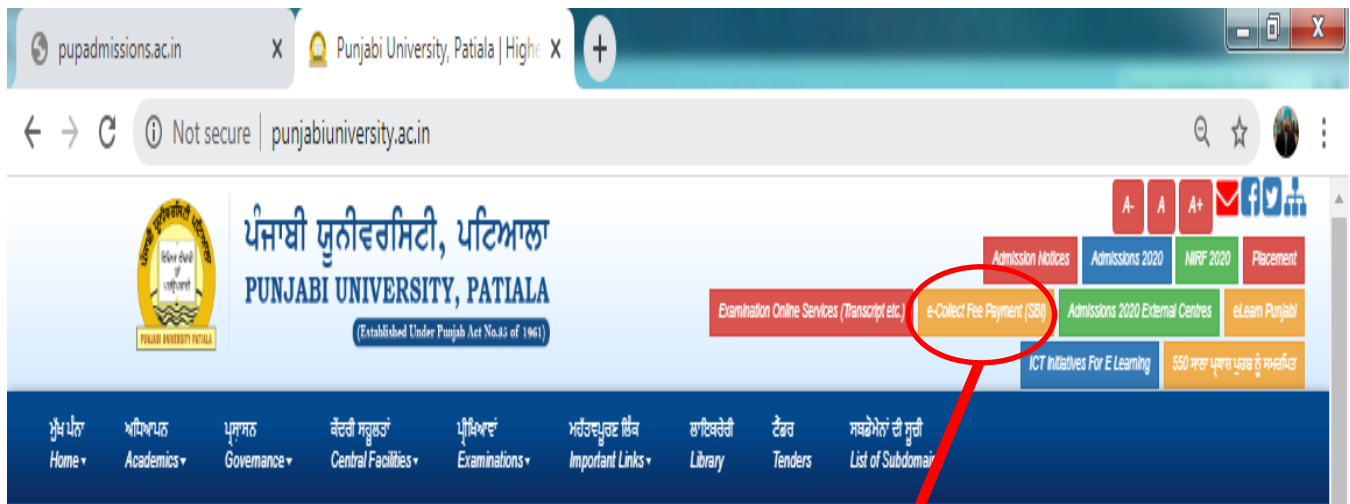 pupadmissions.ac.in
Punjabi University, Patiala | Highe
Not secure | punjabiuniversity.ac.in
ਪੰਜਾਬੀ ਯੂਨੀਵਰਸਿਟੀ, ਪਟਿਆਲਾ
PUNJABI UNIVERSITY, PATIALA
(Established Under Punjab Act No.35 of 1961)
PUNJABI UNIVERSITY PATIALA
A- A A+
Admission Notices Admissions 2020 NIRF 2020 Placement
Examination Online Services (Transcript etc.) e-Collect Fee Payment (SBI) Admissions 2020 External Centres eLearn Punjabi
ICT Initiatives For E Learning 550 ਸਾਲਾ ਪ੍ਰਕਾਸ਼ ਪੁਰਬ ਨੂੰ ਸਮਰਪਿਤ
ਮੁੱਖ ਪੰਨਾ ਅਧਿਆਪਨ ਪ੍ਰਸ਼ਾਸਨ ਕੇਂਦਰੀ ਸਹੂਲਤਾਂ ਪ੍ਰੀਖਿਆਵਾਂ ਮਹੱਤਵਪੂਰਣ ਲਿੰਕ ਲਾਇਬਰੇਰੀ ਟੈਂਡਰ ਸਬਡੋਮੇਨਾਂ ਦੀ ਸੂਚੀ
Home Academics Governance Central Facilities Examinations Important Links Library Tenders List of Subdomain